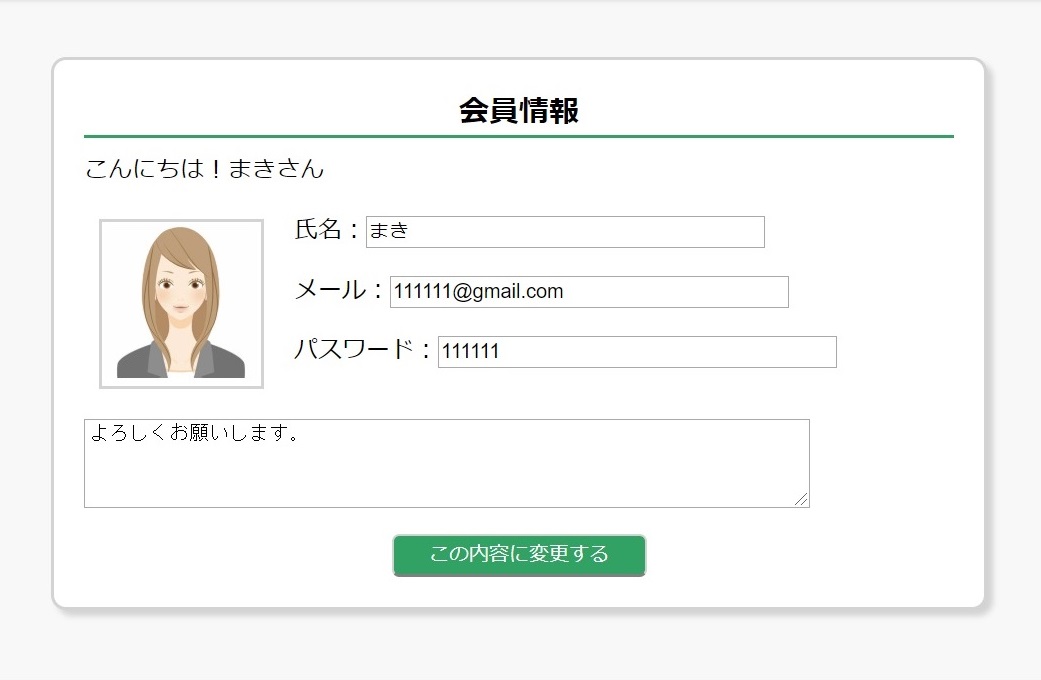 会員情報
こんにちは！まきさん
氏名：まき
メール：111111@gmail.com
パスワード：111111
よろしくお願いします。
この内容に変更する